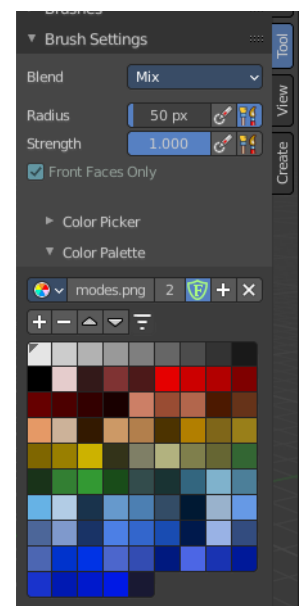 Brushes
Brush Settings
Blend
Mix
Radius
50 px
Strength
1.000
Front Faces Only
Color Picker
Color Palette
modes.png
2
F
Tool
View
Create